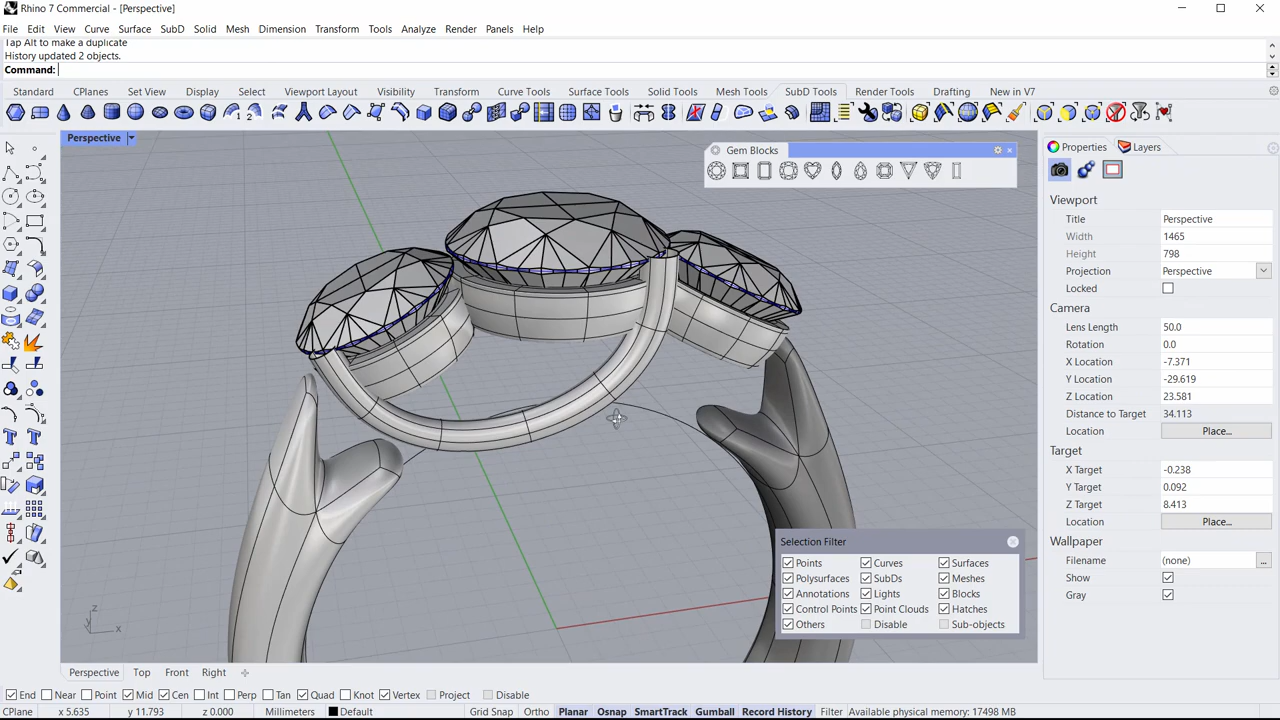 Rhino 7 Commercial - [Perspective]
File Edit View Curve Surface SubD Solid Mesh Dimension Transform Tools Analyze Render Panels Help
Tap Alt to make a duplicate
History updated 2 objects.
Command:
Standard CPlanes Set View Display Select Viewport Layout Visibility Transform Curve Tools Surface Tools Solid Tools Mesh Tools SubD Tools Render Tools Drafting New in V7
Perspective
Gem Blocks
Properties Layers
Viewport
Title Perspective
Width 1465
Height 798
Projection Perspective
Locked
Camera
Lens Length 50.0
Rotation 0.0
X Location -7.371
Y Location -29.619
Z Location 23.581
Distance to Target 34.113
Location Place...
Target
X Target -0.238
Y Target 0.092
Z Target 8.413
Location Place...
Wallpaper
Filename (none) ...
Show
Gray
Selection Filter
Points Curves Surfaces
Polysurfaces SubDs Meshes
Annotations Lights Blocks
Control Points Point Clouds Hatches
Others Disable Sub-objects
z
y
x
Perspective Top Front Right
End Near Point Mid Cen Int Perp Tan Quad Knot Vertex Project Disable
CPlane x 5.635 y 11.793 z 0.000 Millimeters Default Grid Snap Ortho Planar Osnap SmartTrack Gumball Record History Filter Available physical memory: 17498 MB